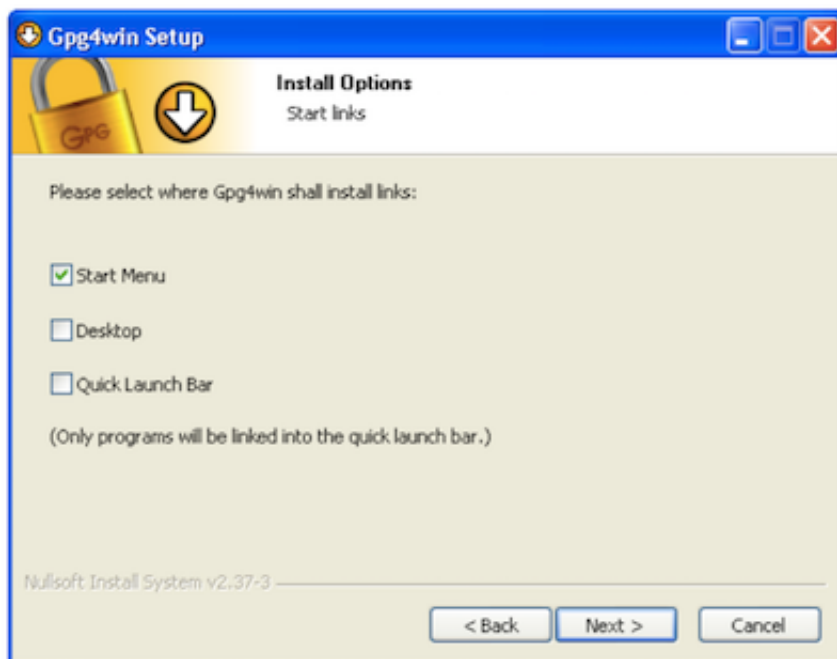 Gpg4win Setup
Install Options
Start links
GPG
Please select where Gpg4win shall install links:
Start Menu
Desktop
Quick Launch Bar
(Only programs will be linked into the quick launch bar.)
Nullsoft Install System v2.37-3
< Back Next > Cancel